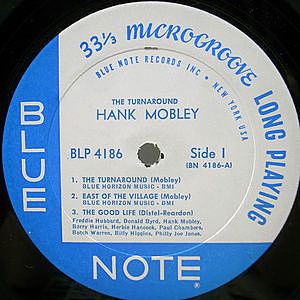 33⅓ MICROGROOVE LONG PLAYING
BLUE NOTE RECORDS INC • NEW YORK USA
THE TURNAROUND
HANK MOBLEY
BLP 4186
Side 1
(BN 4186-A)
1. THE TURNAROUND (Mobley)
BLUE HORIZON MUSIC - BMI
2. EAST OF THE VILLAGE (Mobley)
BLUE HORIZON MUSIC - BMI
3. THE GOOD LIFE (Distel-Reardon)
Freddie Hubbard, Donald Byrd, Hank Mobley,
Barry Harris, Herbie Hancock, Paul Chambers,
Butch Warren, Billy Higgins, Philly Joe Jones.
BLUE
NOTE
®